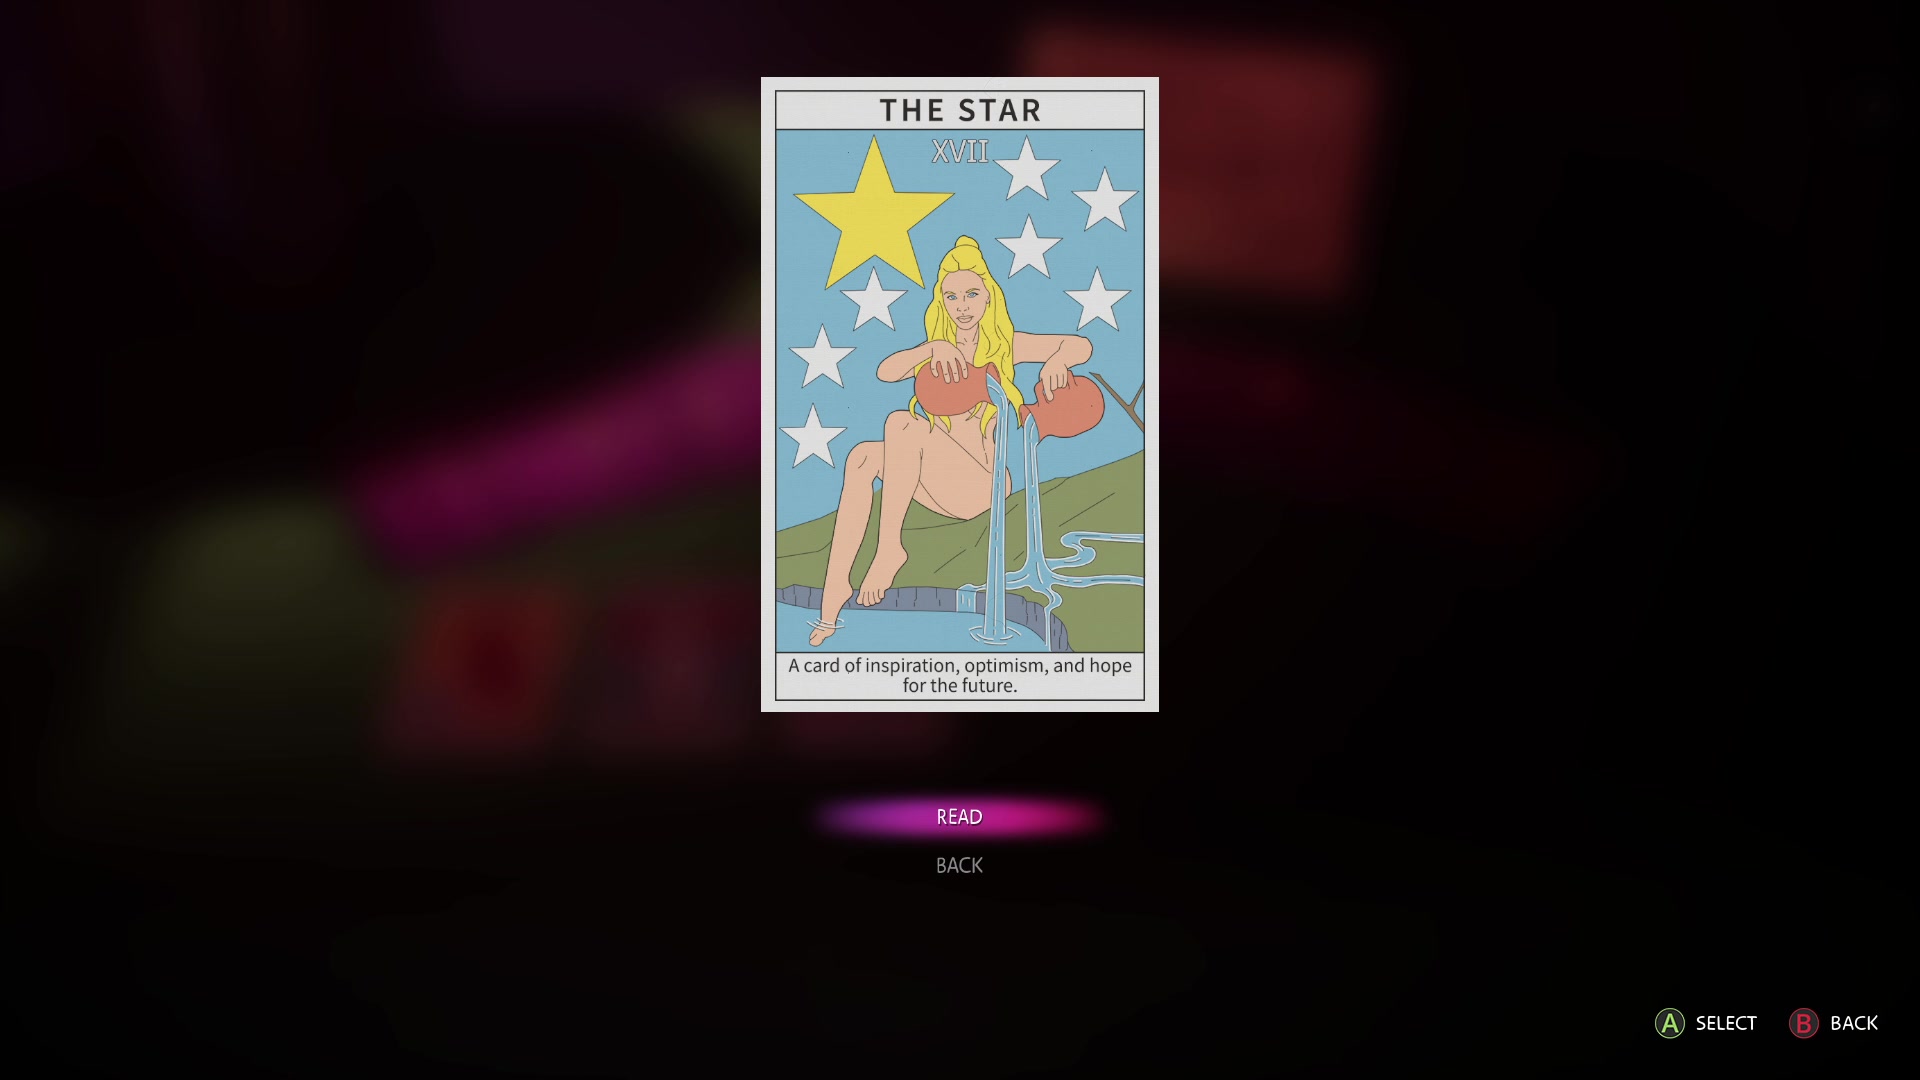 THE STAR
XVII
A card of inspiration, optimism, and hope
for the future.
READ
BACK
A SELECT B BACK